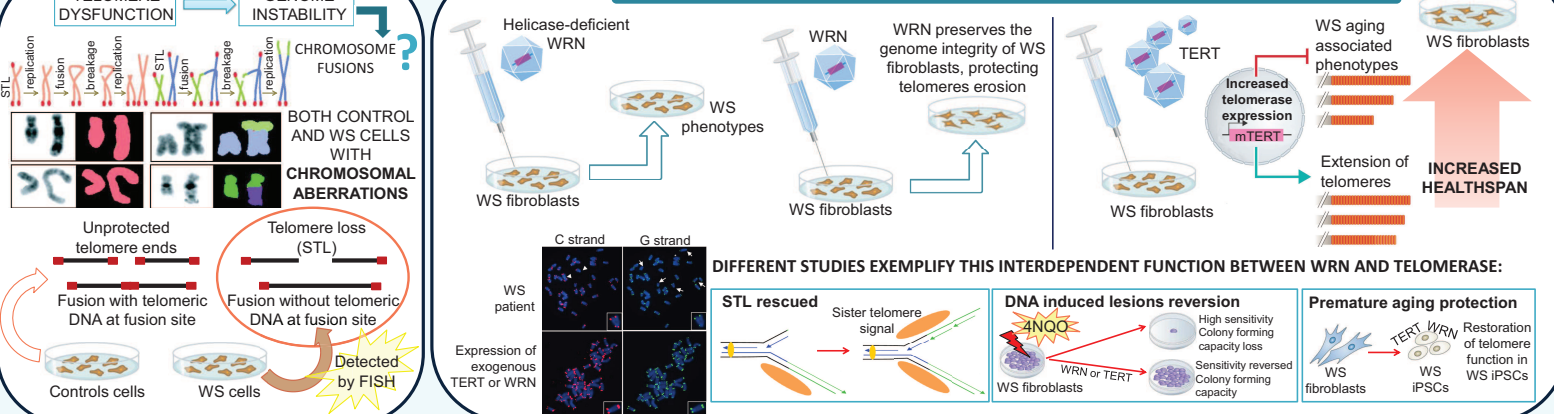 DYSFUNCTION
INSTABILITY
CHROMOSOME
FUSIONS
?
STL
replication
fusion
breakage
replication
STL
fusion
breakage
replication
BOTH CONTROL
AND WS CELLS
WITH
CHROMOSOMAL
ABERRATIONS
Unprotected
telomere ends
Telomere loss
(STL)
Fusion with telomeric
DNA at fusion site
Fusion without telomeric
DNA at fusion site
Controls cells
WS cells
Detected
by FISH
Helicase-deficient
WRN
WS
phenotypes
WS fibroblasts
WRN
WRN preserves the
genome integrity of WS
fibroblasts, protecting
telomeres erosion
WS fibroblasts
TERT
WS fibroblasts
Increased
telomerase
expression
mTERT
WS aging
associated
phenotypes
Extension of
telomeres
WS fibroblasts
INCREASED
HEALTHSPAN
C strand
G strand
WS
patient
Expression of
exogenous
TERT or WRN
DIFFERENT STUDIES EXEMPLIFY THIS INTERDEPENDENT FUNCTION BETWEEN WRN AND TELOMERASE:
STL rescued
Sister telomere
signal
DNA induced lesions reversion
4NQO
WS fibroblasts
WRN or TERT
High sensitivity
Colony forming
capacity loss
Sensitivity reversed
Colony forming
capacity
Premature aging protection
WS
fibroblasts
TERT WRN
WS
iPSCs
Restoration
of telomere
function in
WS iPSCs